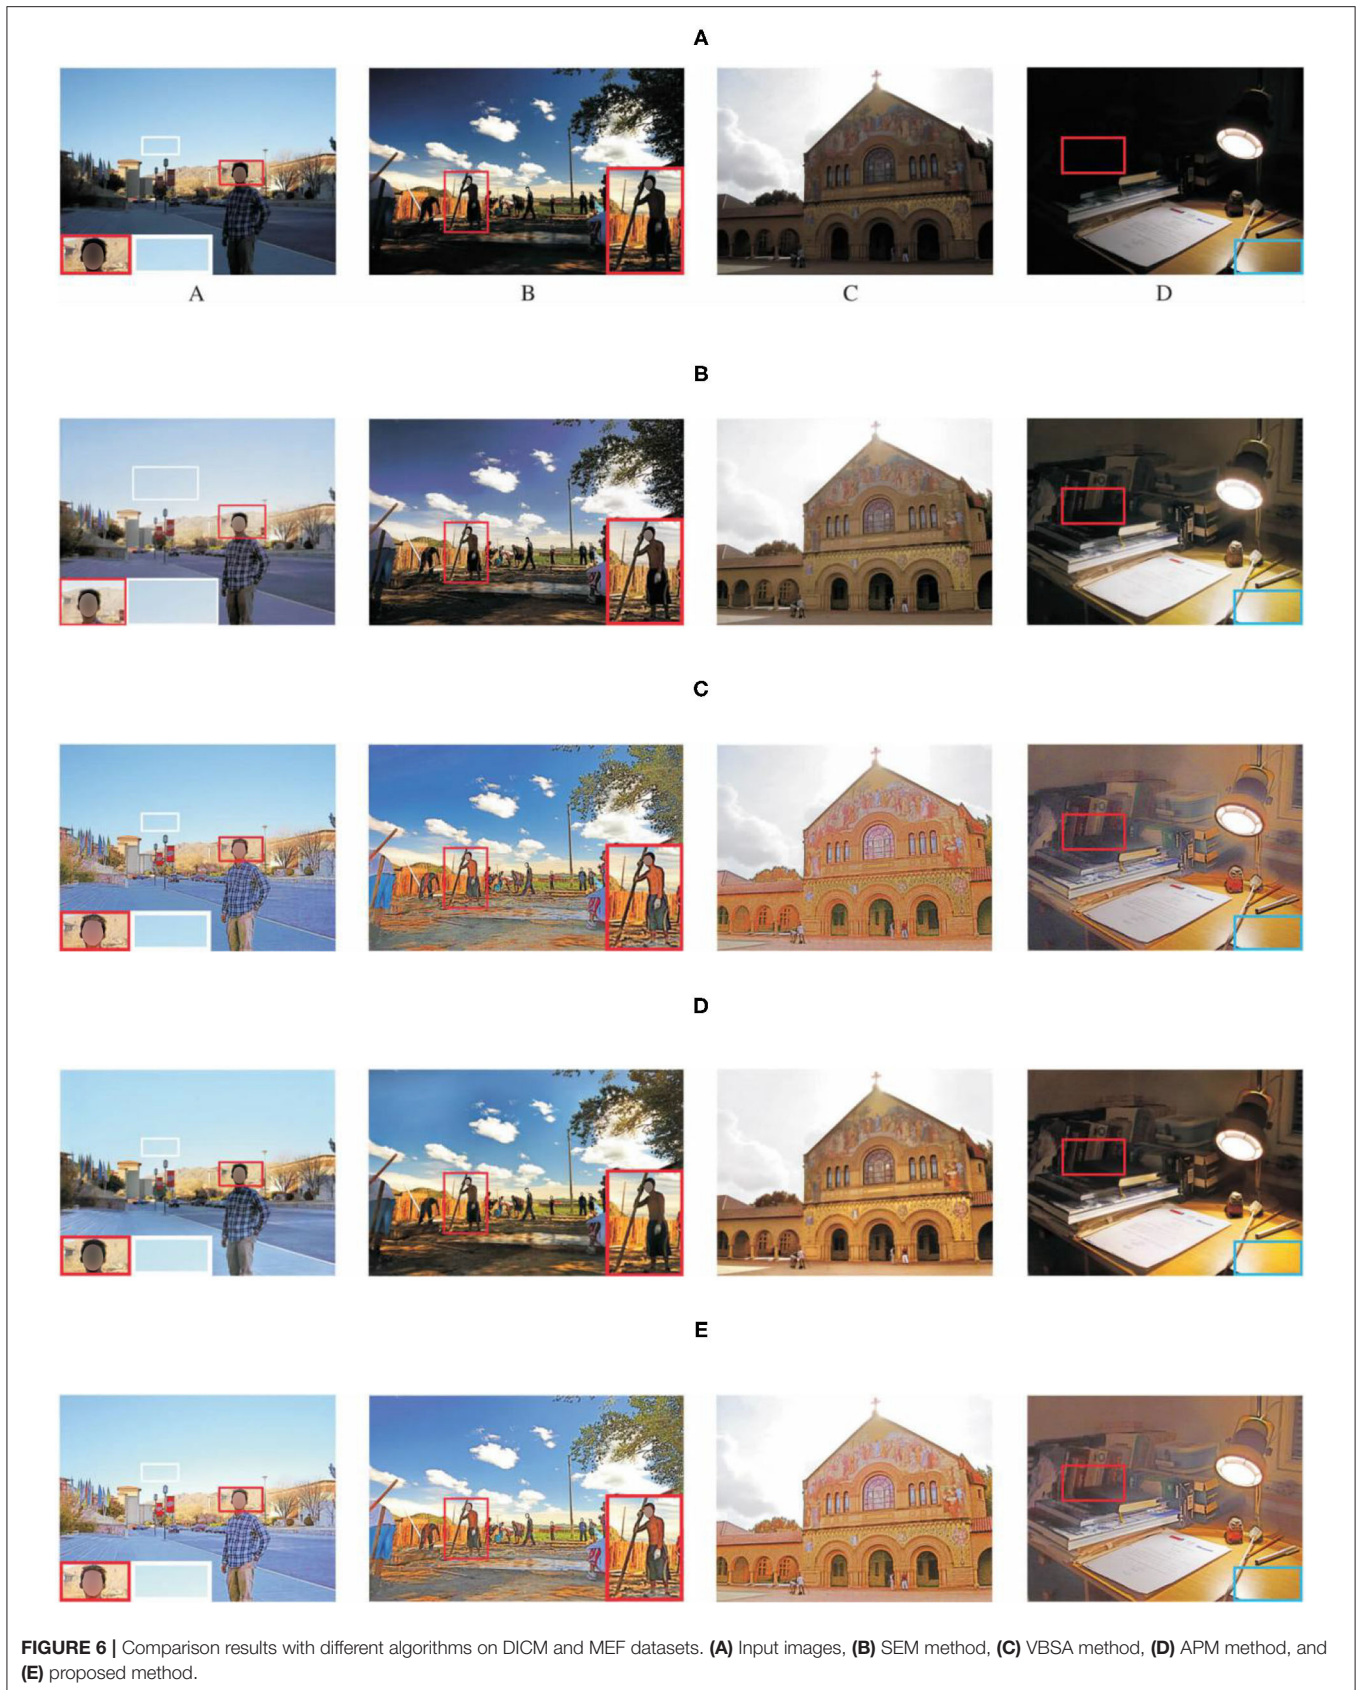 A
A
B
C
D
B
C
D
E
FIGURE 6 | Comparison results with different algorithms on DICM and MEF datasets. (A) Input images, (B) SEM method, (C) VBSA method, (D) APM method, and
(E) proposed method.